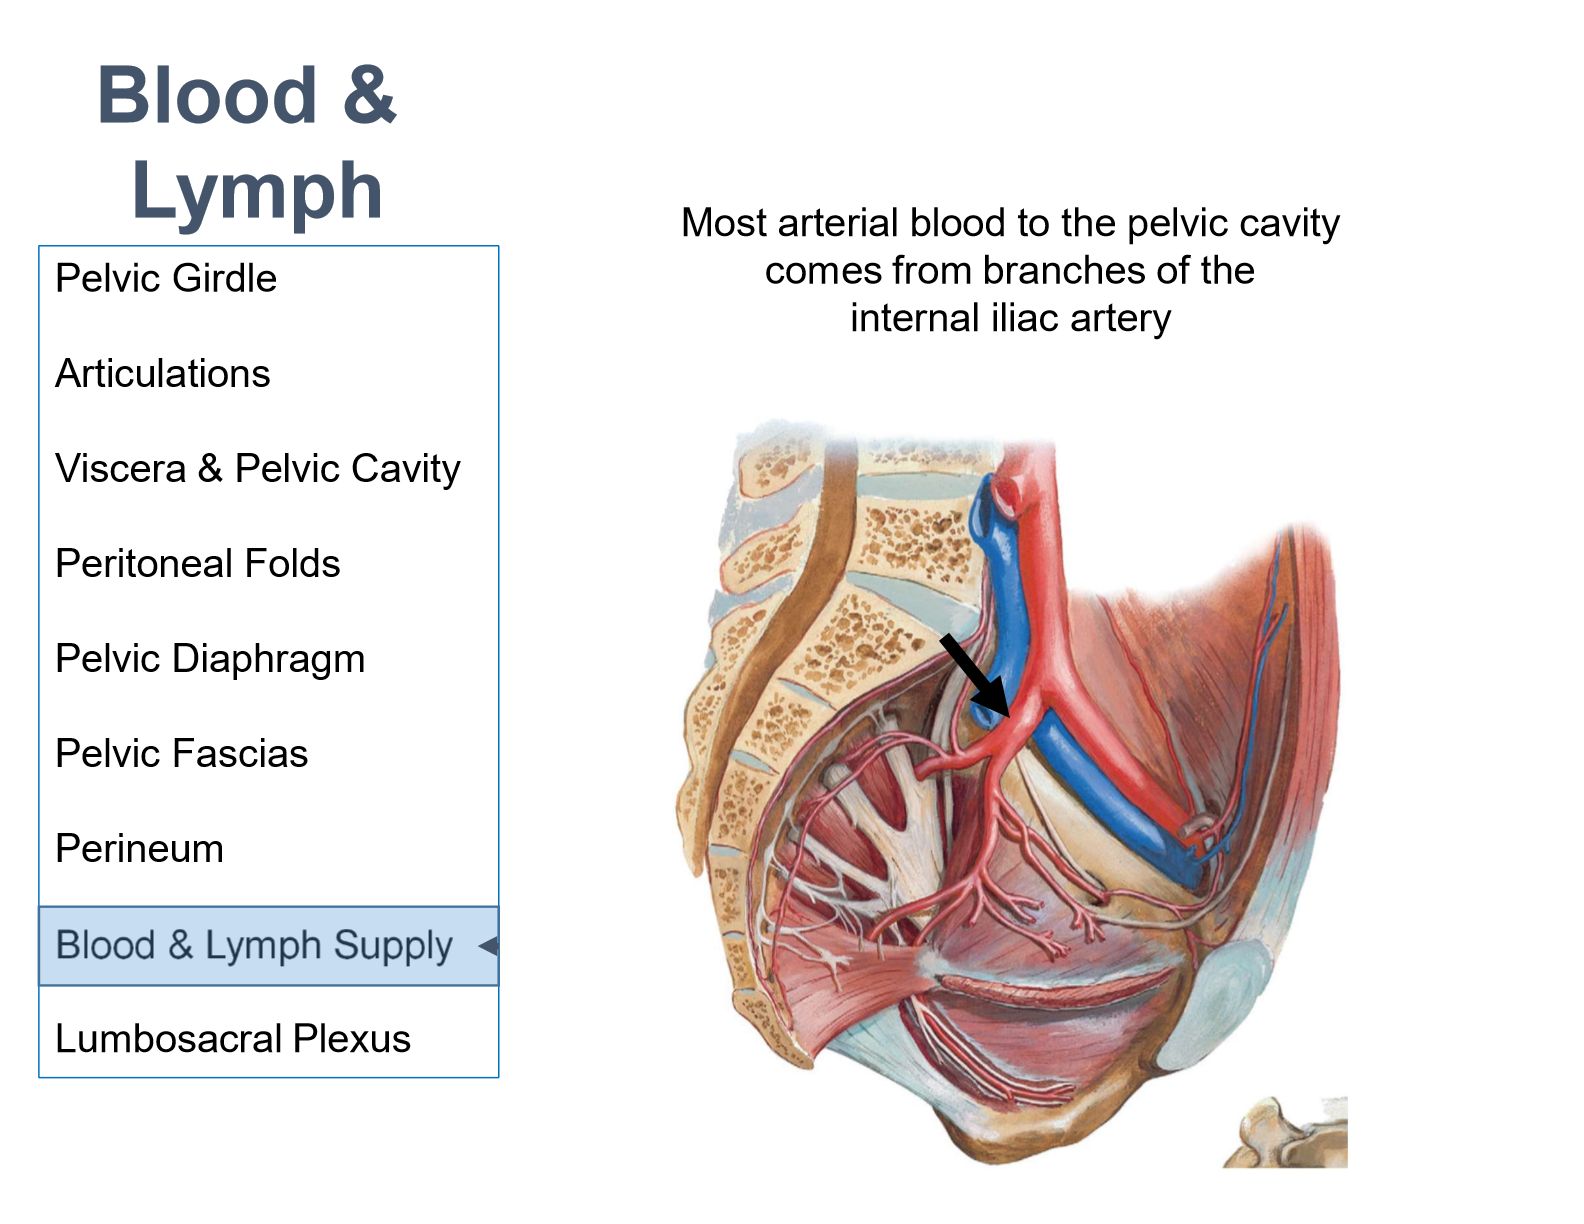 Blood &
Lymph
Pelvic Girdle
Articulations
Viscera & Pelvic Cavity
Peritoneal Folds
Pelvic Diaphragm
Pelvic Fascias
Perineum
Blood & Lymph Supply
Lumbosacral Plexus
Most arterial blood to the pelvic cavity
comes from branches of the
internal iliac artery